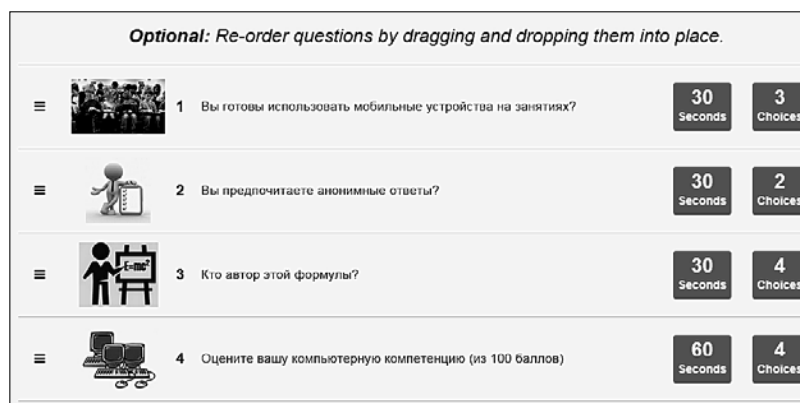 Optional: Re-order questions by dragging and dropping them into place.
1 Вы готовы использовать мобильные устройства на занятиях?
30 Seconds
3 Choices
2 Вы предпочитаете анонимные ответы?
30 Seconds
2 Choices
E=mc²
3 Кто автор этой формулы?
30 Seconds
4 Choices
4 Оцените вашу компьютерную компетенцию (из 100 баллов)
60 Seconds
4 Choices